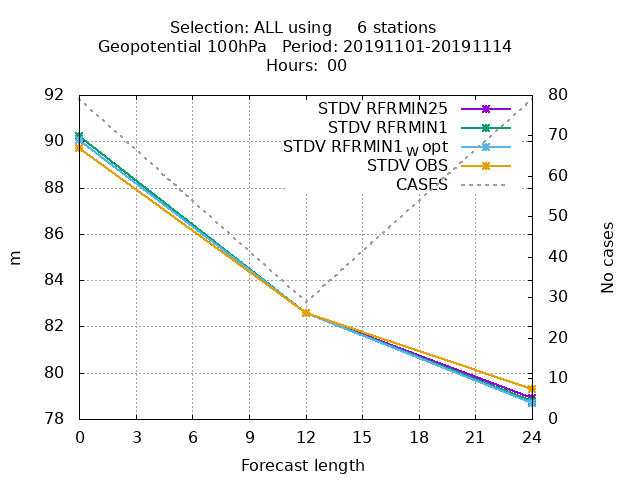 Selection: ALL using     6 stations
Geopotential 100hPa   Period: 20191101-20191114
Hours: 00
STDV RFRMIN25
STDV RFRMIN1
STDV RFRMIN1_W opt
STDV OBS
CASES
92
90
88
86
84
82
80
78
m
80
70
60
50
40
30
20
10
0
No cases
0 3 6 9 12 15 18 21 24
Forecast length